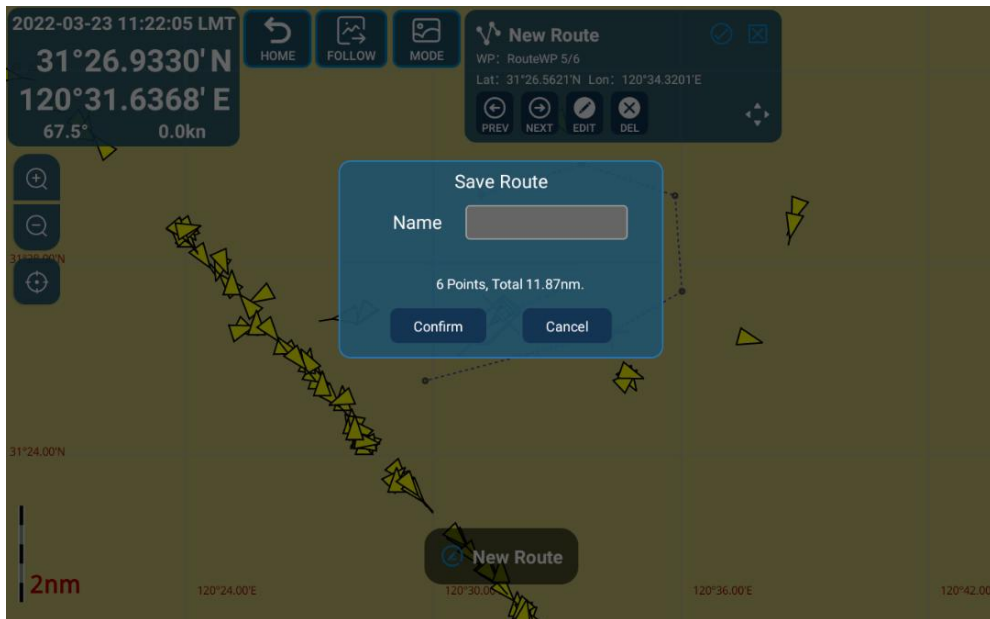 2022-03-23 11:22:05 LMT
31°26.9330' N
120°31.6368' E
67.5° 0.0kn
HOME
FOLLOW
MODE
New Route
WP: RouteWP 5/6
Lat: 31°26.5621'N Lon: 120°34.3201'E
PREV
NEXT
EDIT
DEL
Save Route
Name
6 Points, Total 11.87nm.
Confirm
Cancel
31°24.00'N
New Route
2nm
120°24.00'E
120°30.00
120°36.00'E
120°42.00